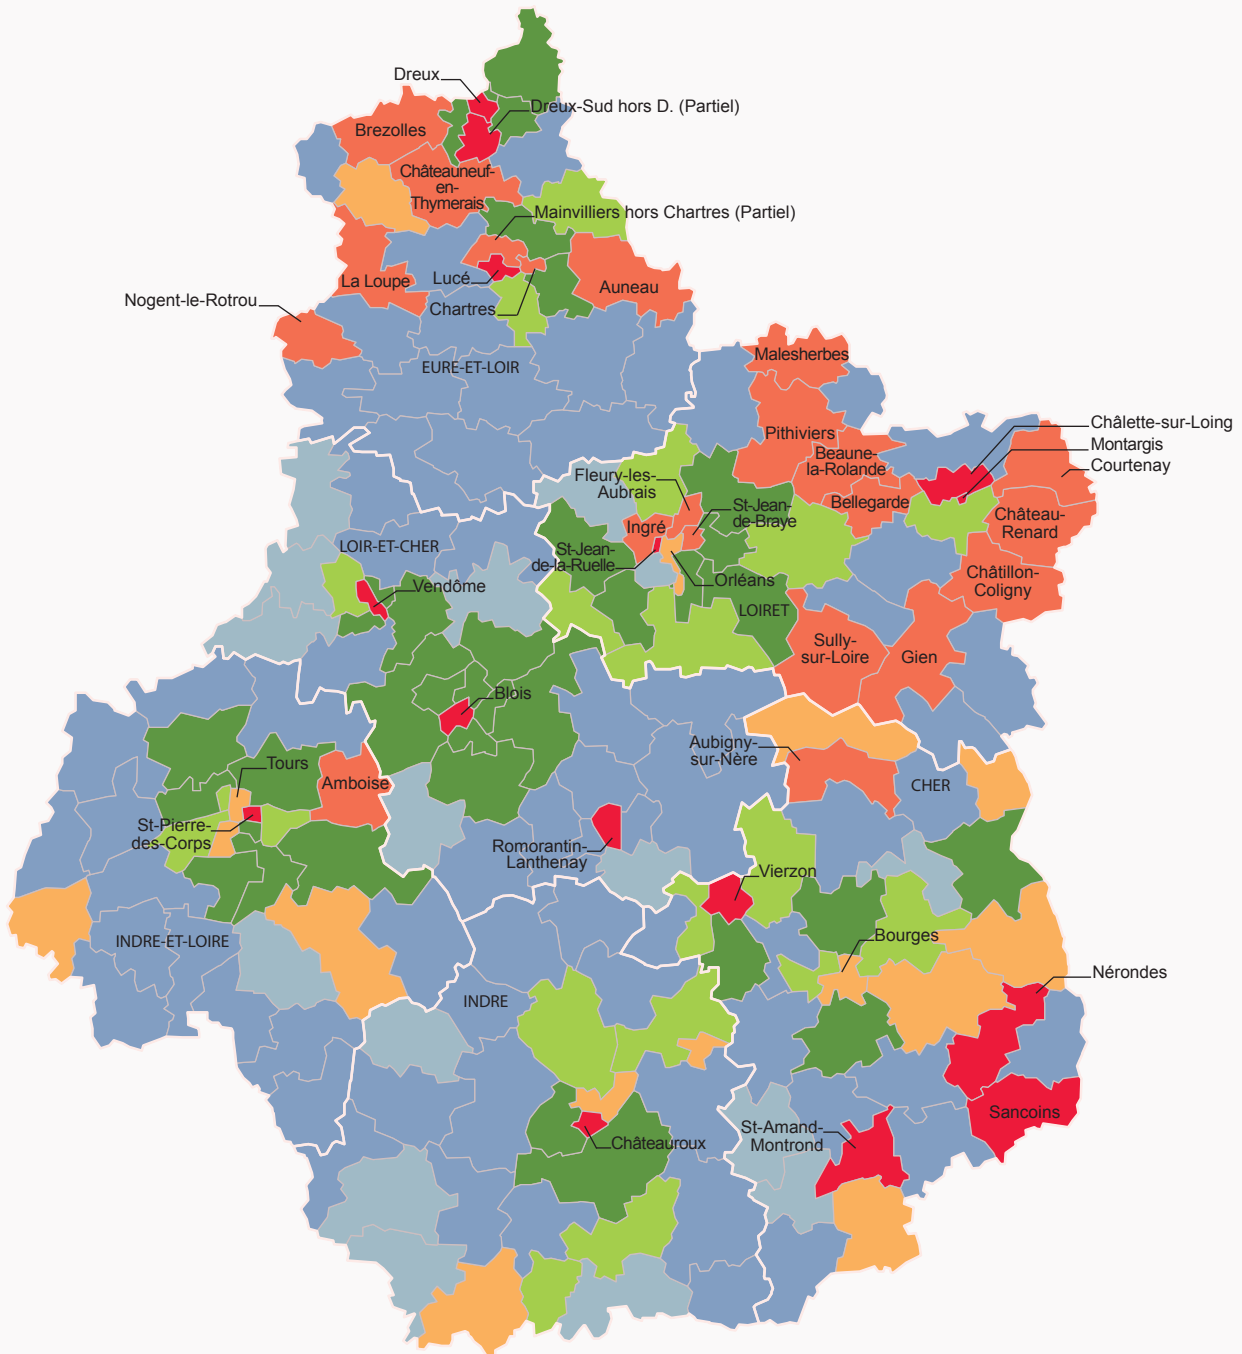 Dreux
Dreux-Sud hors D. (Partiel)
Brezolles
Châteauneuf-
en-
Thymerais
Mainvilliers hors Chartres (Partiel)
La Loupe
Lucé
Auneau
Nogent-le-Rotrou
Chartres
EURE-ET-LOIR
Malesherbes
Châlette-sur-Loing
Pithiviers
Montargis
Beaune-
la-Rolande
Courtenay
Fleury-les-
Aubrais
Bellegarde
St-Jean-
de-Braye
Château-
Renard
Ingré
LOIR-ET-CHER
St-Jean-
de-la-Ruelle
Châtillon-
Coligny
Orléans
Vendôme
LOIRET
Sully-
sur-Loire
Gien
Blois
Aubigny-
sur-Nère
Tours
Amboise
CHER
St-Pierre-
des-Corps
Romorantin-
Lanthenay
Vierzon
INDRE-ET-LOIRE
Bourges
Nérondes
INDRE
Sancoins
St-Amand-
Montrond
Châteauroux